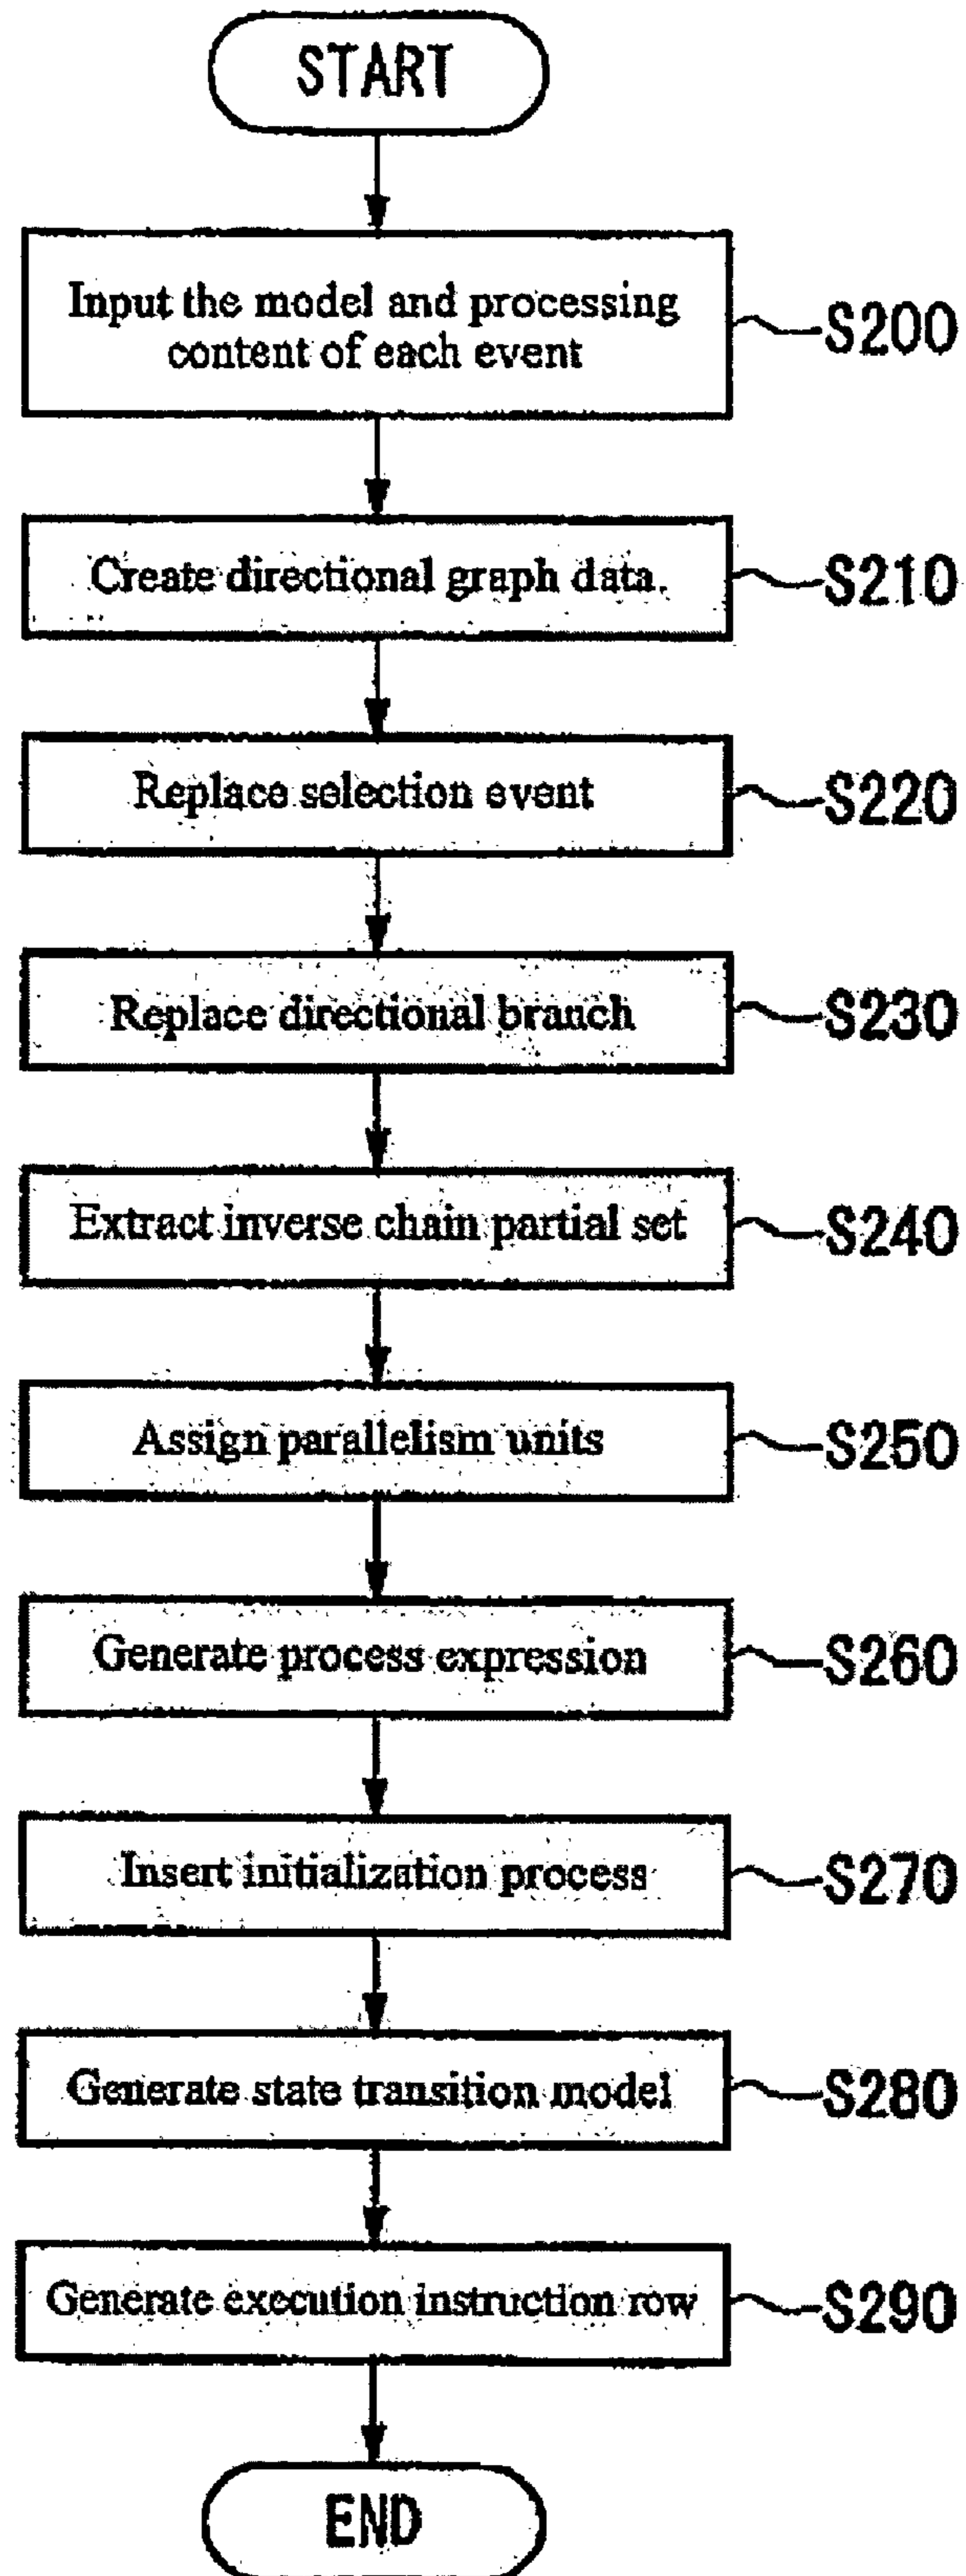 START
Input the model and processing
content of each event
S200
Create directional graph data.
S210
Replace selection event
S220
Replace directional branch
S230
Extract inverse chain partial set
S240
Assign parallelism units
S250
Generate process expression
S260
Insert initialization process
S270
Generate state transition model
S280
Generate execution instruction row
S290
END